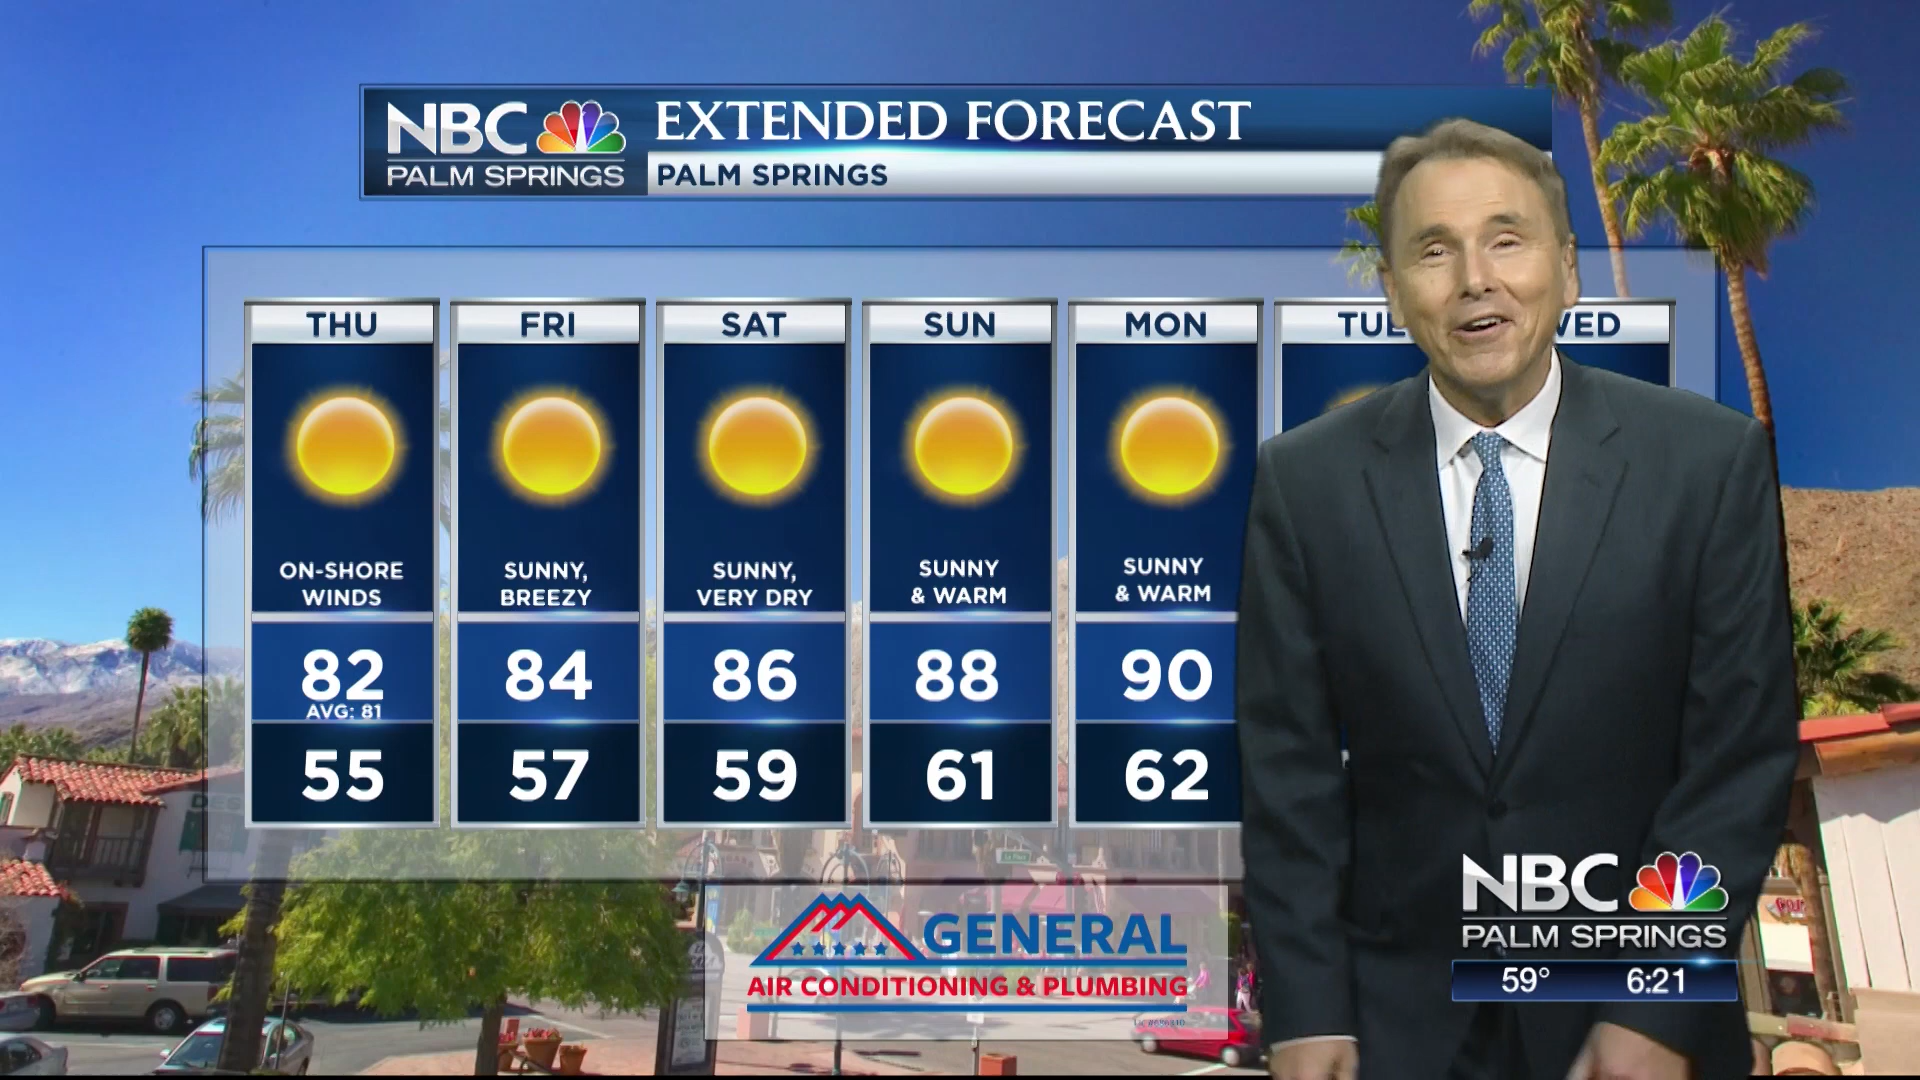 NBC
PALM SPRINGS
EXTENDED FORECAST
PALM SPRINGS
THU
FRI
SAT
SUN
MON
ON-SHORE
WINDS
SUNNY,
BREEZY
SUNNY,
VERY DRY
SUNNY
& WARM
SUNNY
& WARM
82
AVG: 81
84
86
88
90
55
57
59
61
62
GENERAL
AIR CONDITIONING & PLUMBING
NBC
PALM SPRINGS
59° 6:21